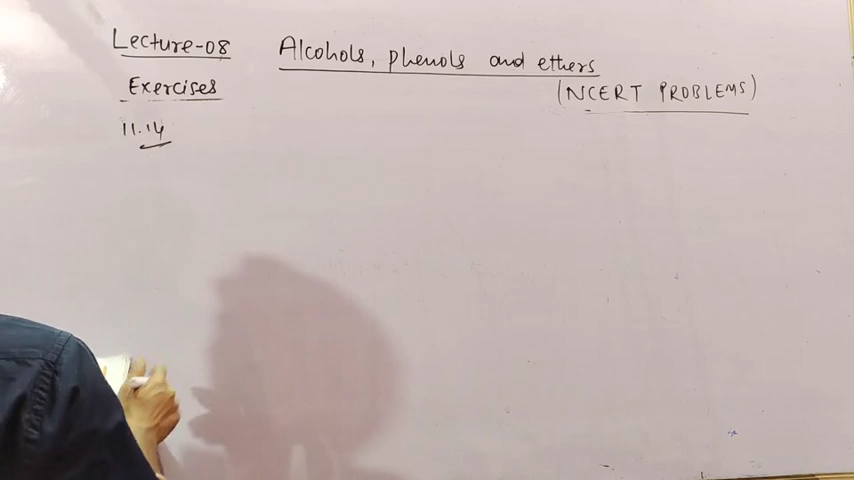 Lecture-08 Alcohols, phenols and ethers
Exercises (NCERT PROBLEMS)
11.14